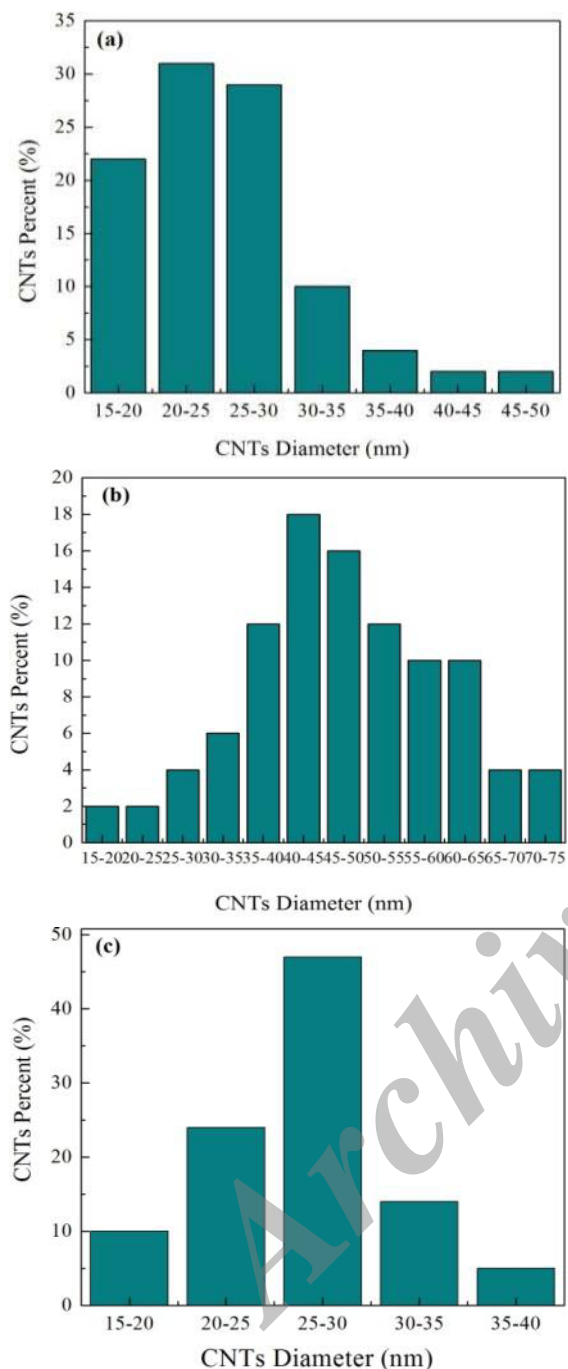 (a)
35
30
25
20
15
10
5
0
CNTs Percent (%)
15-20 20-25 25-30 30-35 35-40 40-45 45-50
CNTs Diameter (nm)
(b)
20
18
16
14
12
10
8
6
4
2
0
CNTs Percent (%)
15-20 20-25 25-30 30-35 35-40 40-45 45-50 50-55 55-60 60-65 65-70 70-75
CNTs Diameter (nm)
(c)
50
40
30
20
10
0
CNTs Percent (%)
15-20 20-25 25-30 30-35 35-40
CNTs Diameter (nm)
Archiv